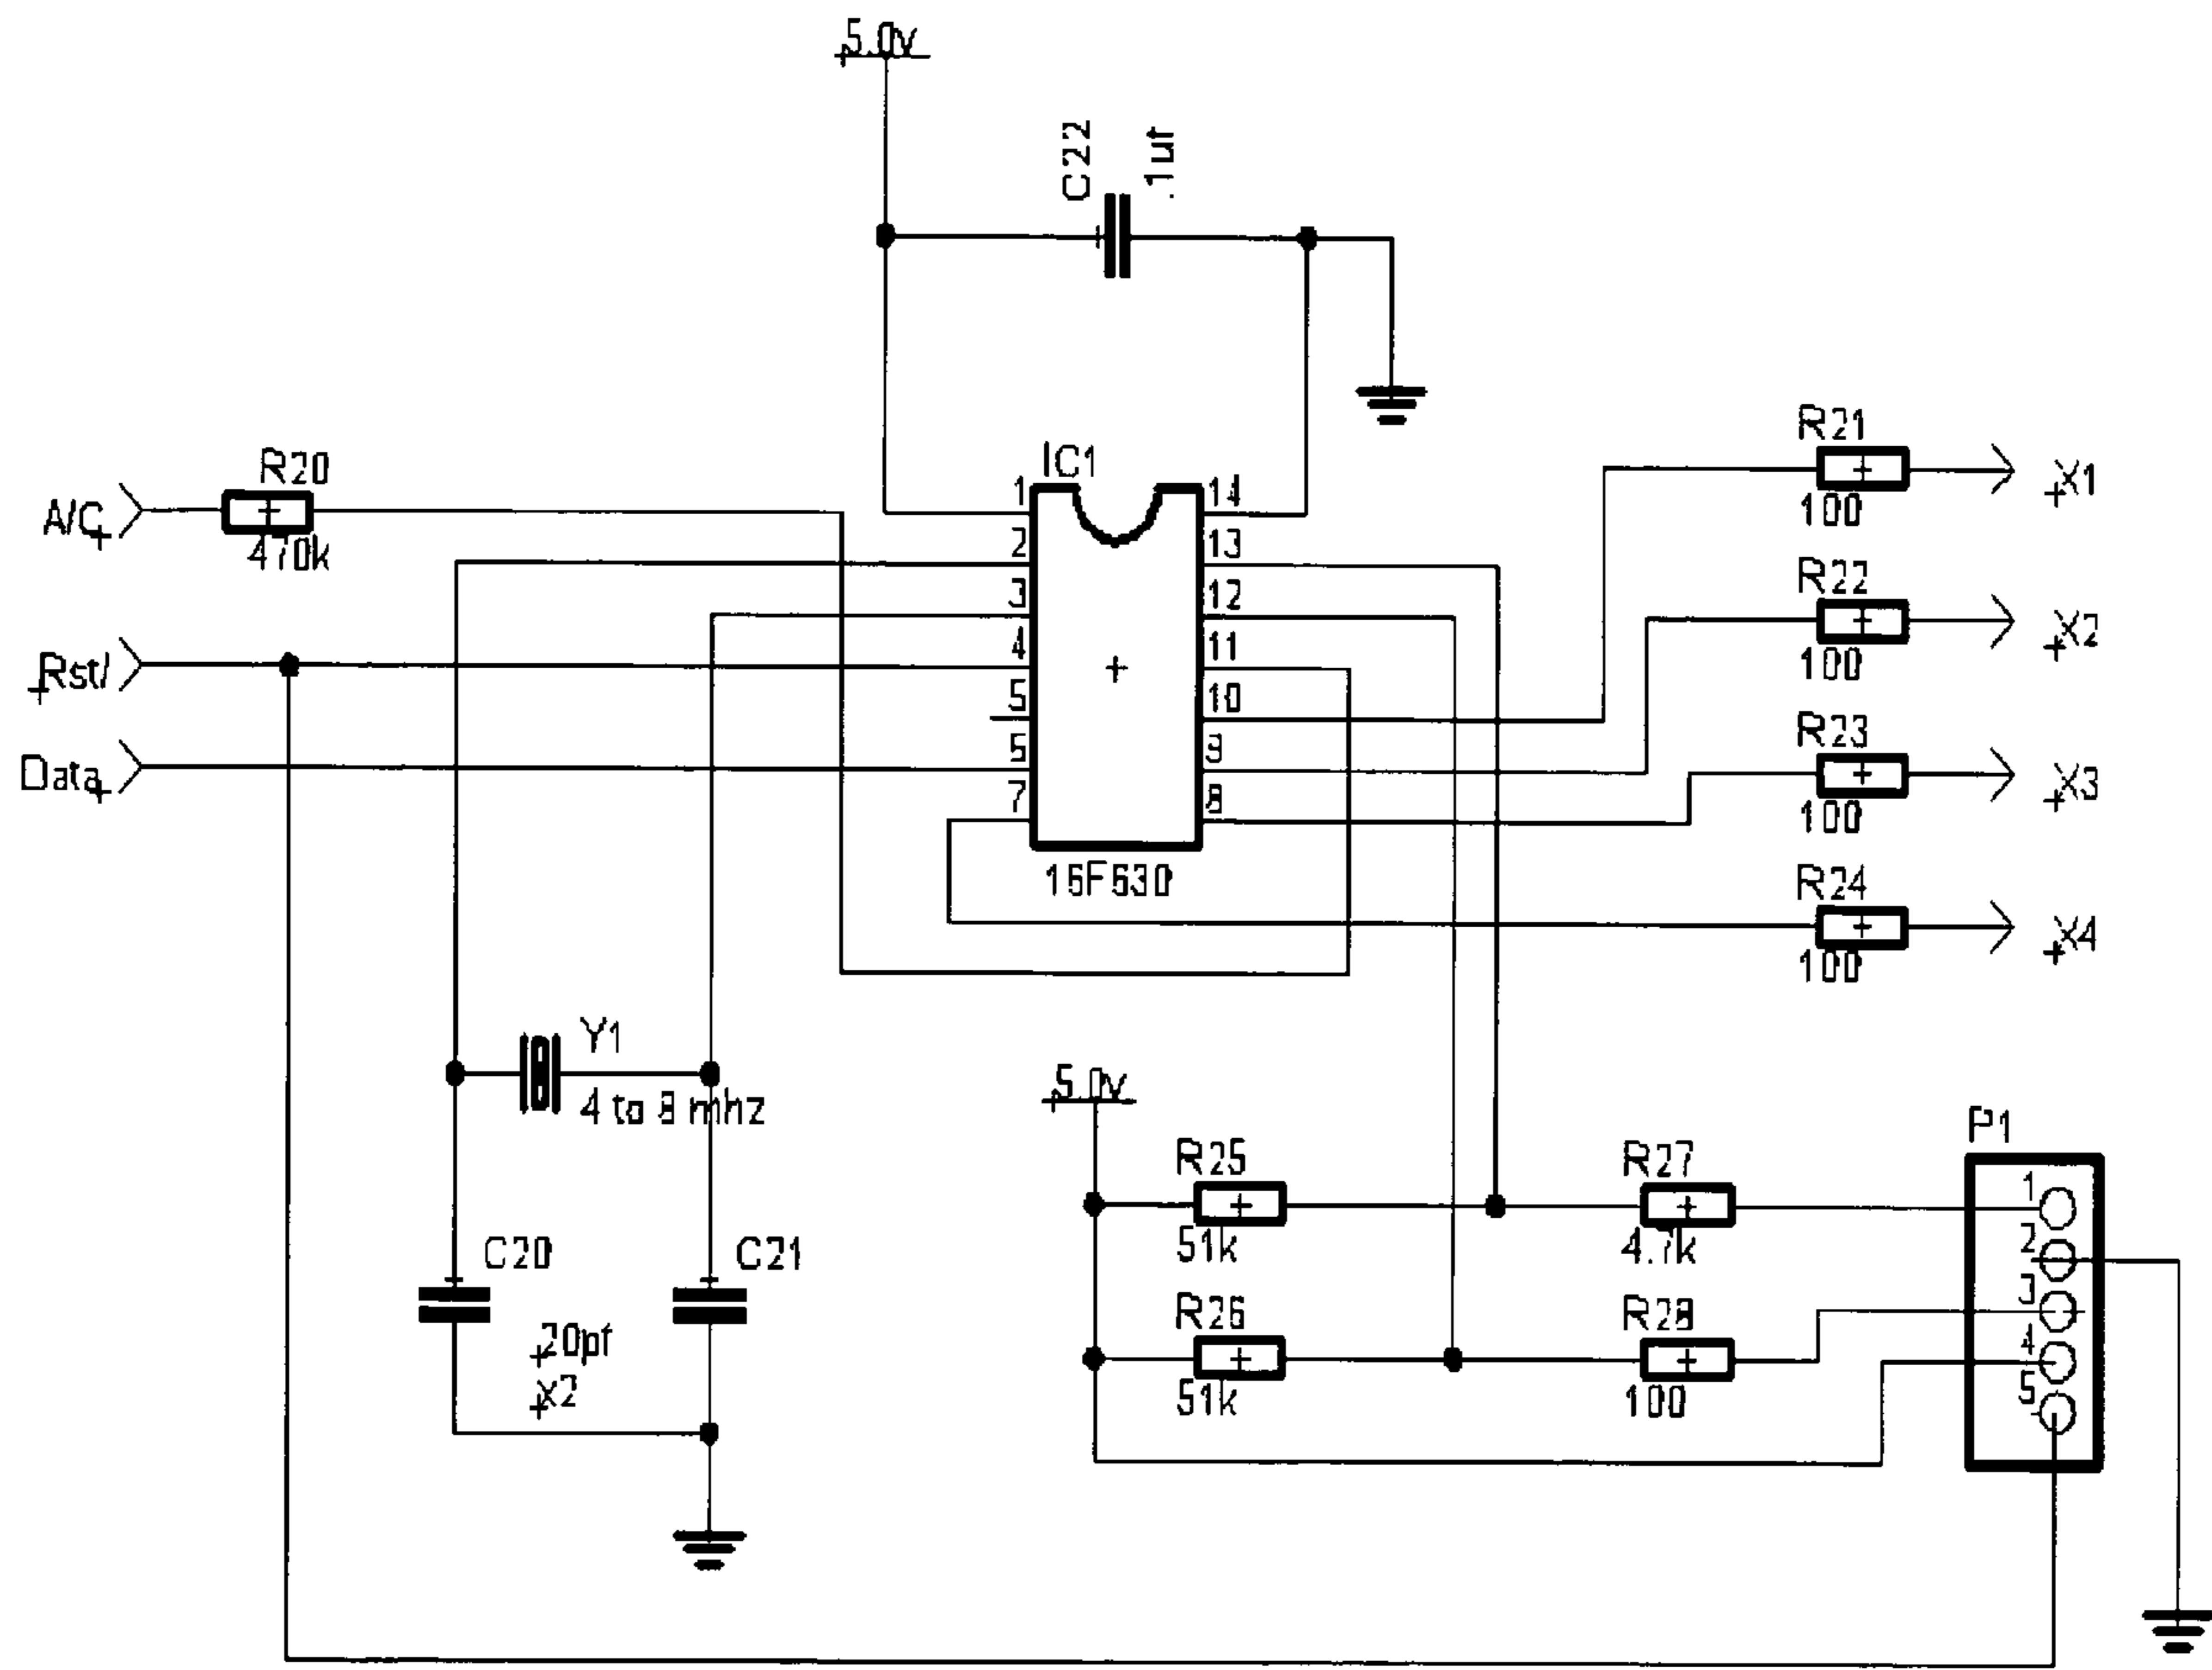 5.0v
C22
.1uf
IC1
R20
A/C
470k
1
2
3
4
5
6
7
14
13
12
11
10
9
8
16F630
Rst/
Data
R21
100
X1
R22
100
X2
R23
100
X3
R24
100
X4
Y1
4 to 8 mhz
C20
C21
20pf
x2
5.0v
R25
51k
R27
4.7k
R26
51k
R28
100
P1
1
2
3
4
5